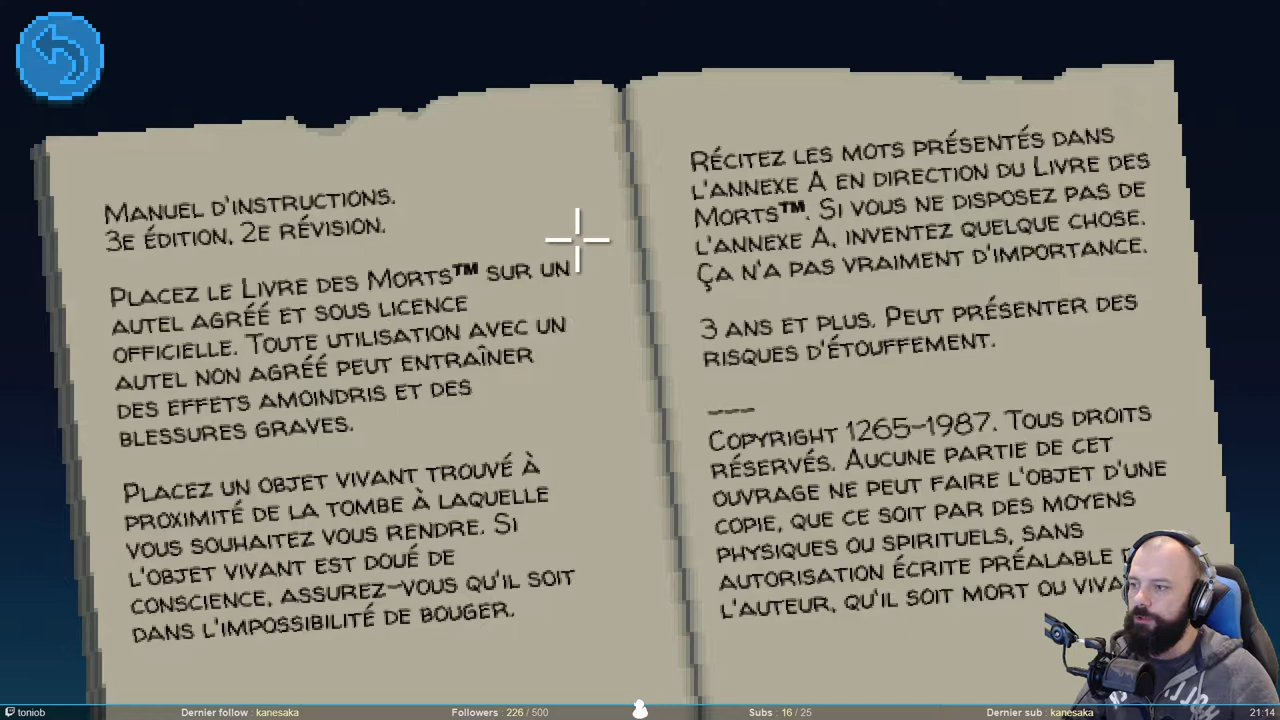 Manuel d'instructions.
3e édition, 2e révision.
Placez le Livre des Morts™ sur un
autel agréé et sous licence
officielle. Toute utilisation avec un
autel non agréé peut entraîner
des effets amoindris et des
blessures graves.
Placez un objet vivant trouvé à
proximité de la tombe à laquelle
vous souhaitez vous rendre. Si
l'objet vivant est doué de
conscience, assurez-vous qu'il soit
dans l'impossibilité de bouger.
Récitez les mots présentés dans
l'annexe A en direction du Livre des
Morts™. Si vous ne disposez pas de
l'annexe A, inventez quelque chose.
Ça n'a pas vraiment d'importance.
3 ans et plus. Peut présenter des
risques d'étouffement.
---
Copyright 1265-1987. Tous droits
réservés. Aucune partie de cet
ouvrage ne peut faire l'objet d'une
copie, que ce soit par des moyens
physiques ou spirituels, sans
autorisation écrite préalable
l'auteur, qu'il soit mort ou
toniob Dernier follow : kanesaka Followers : 226 / 500 Subs : 16 / 25 Dernier sub : kanesaka 21:14